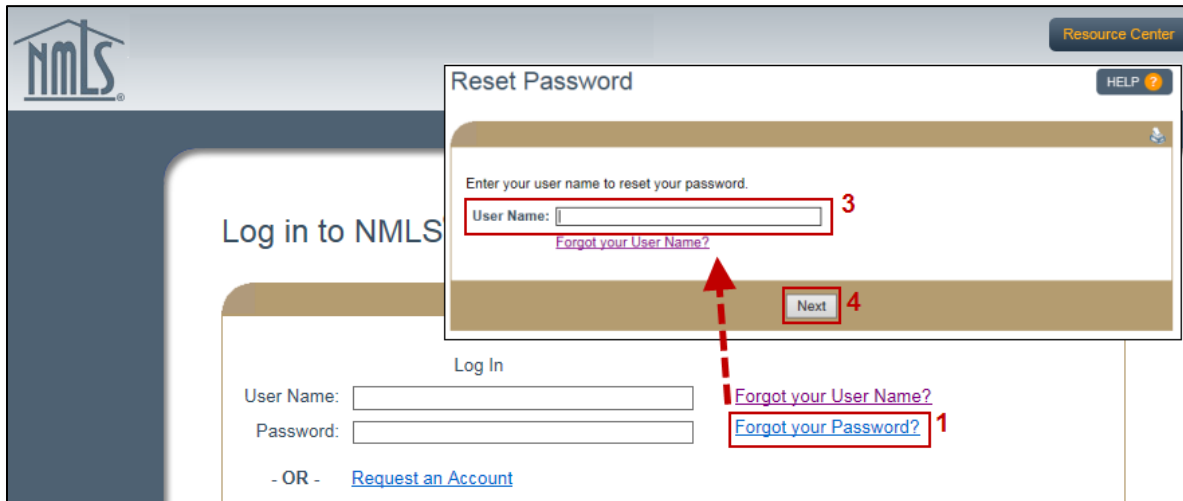 NMLS®
Resource Center
Reset Password
HELP ?
Enter your user name to reset your password.
User Name:
3
Forgot your User Name?
Next
4
Log in to NMLS
Log In
User Name:
Forgot your User Name?
Password:
Forgot your Password?
1
- OR - Request an Account